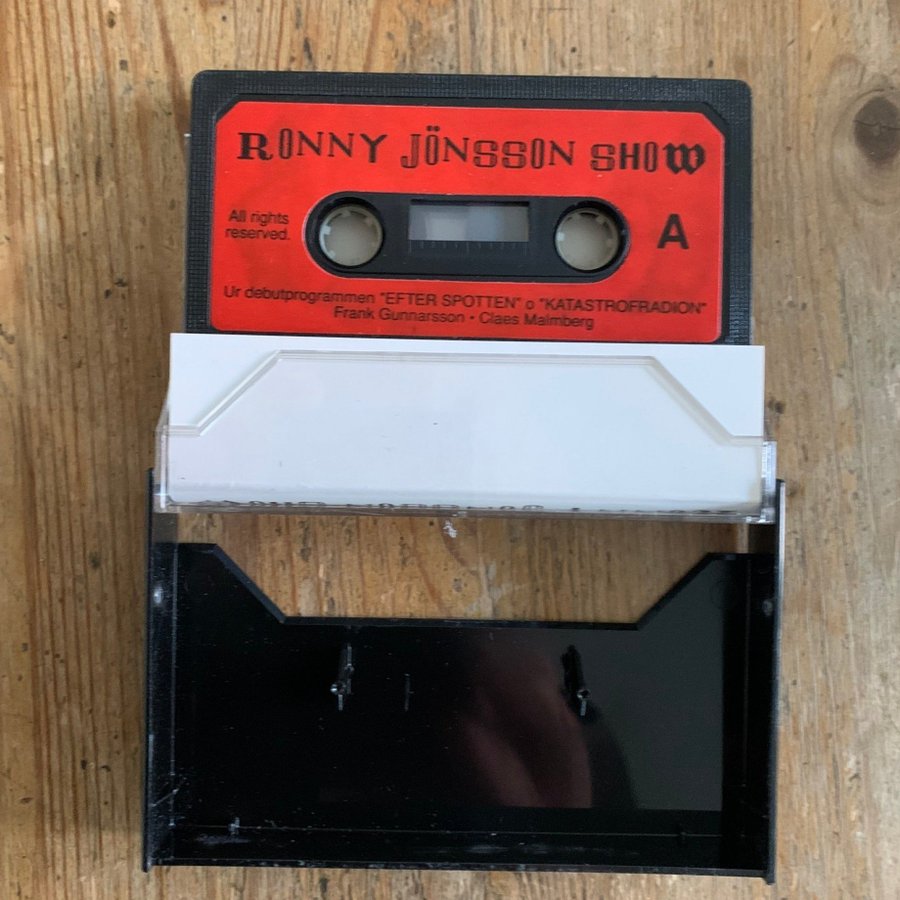 RONNY JÖNSSON SHOW
All rights
reserved.
A
Ur debutprogrammen "EFTER SPOTTEN" o "KATASTROFRADION"
Frank Gunnarsson · Claes Malmberg